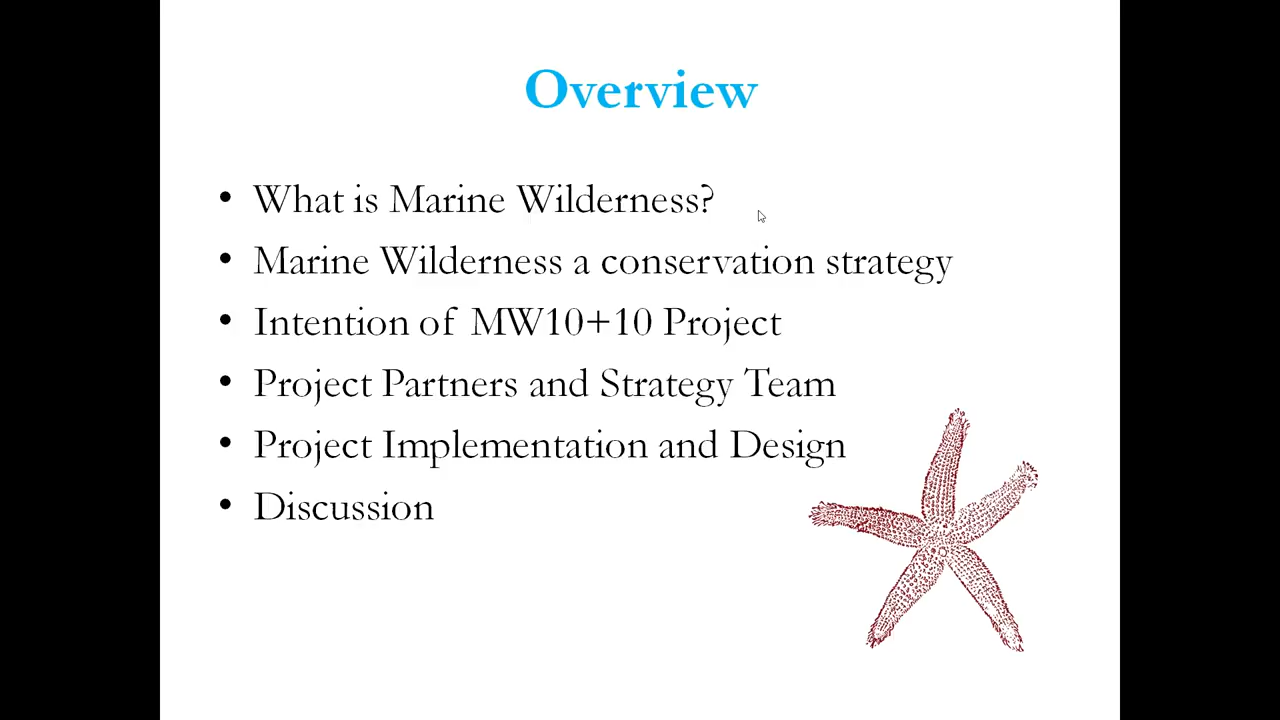 Overview
• What is Marine Wilderness?
• Marine Wilderness a conservation strategy
• Intention of MW10+10 Project
• Project Partners and Strategy Team
• Project Implementation and Design
• Discussion